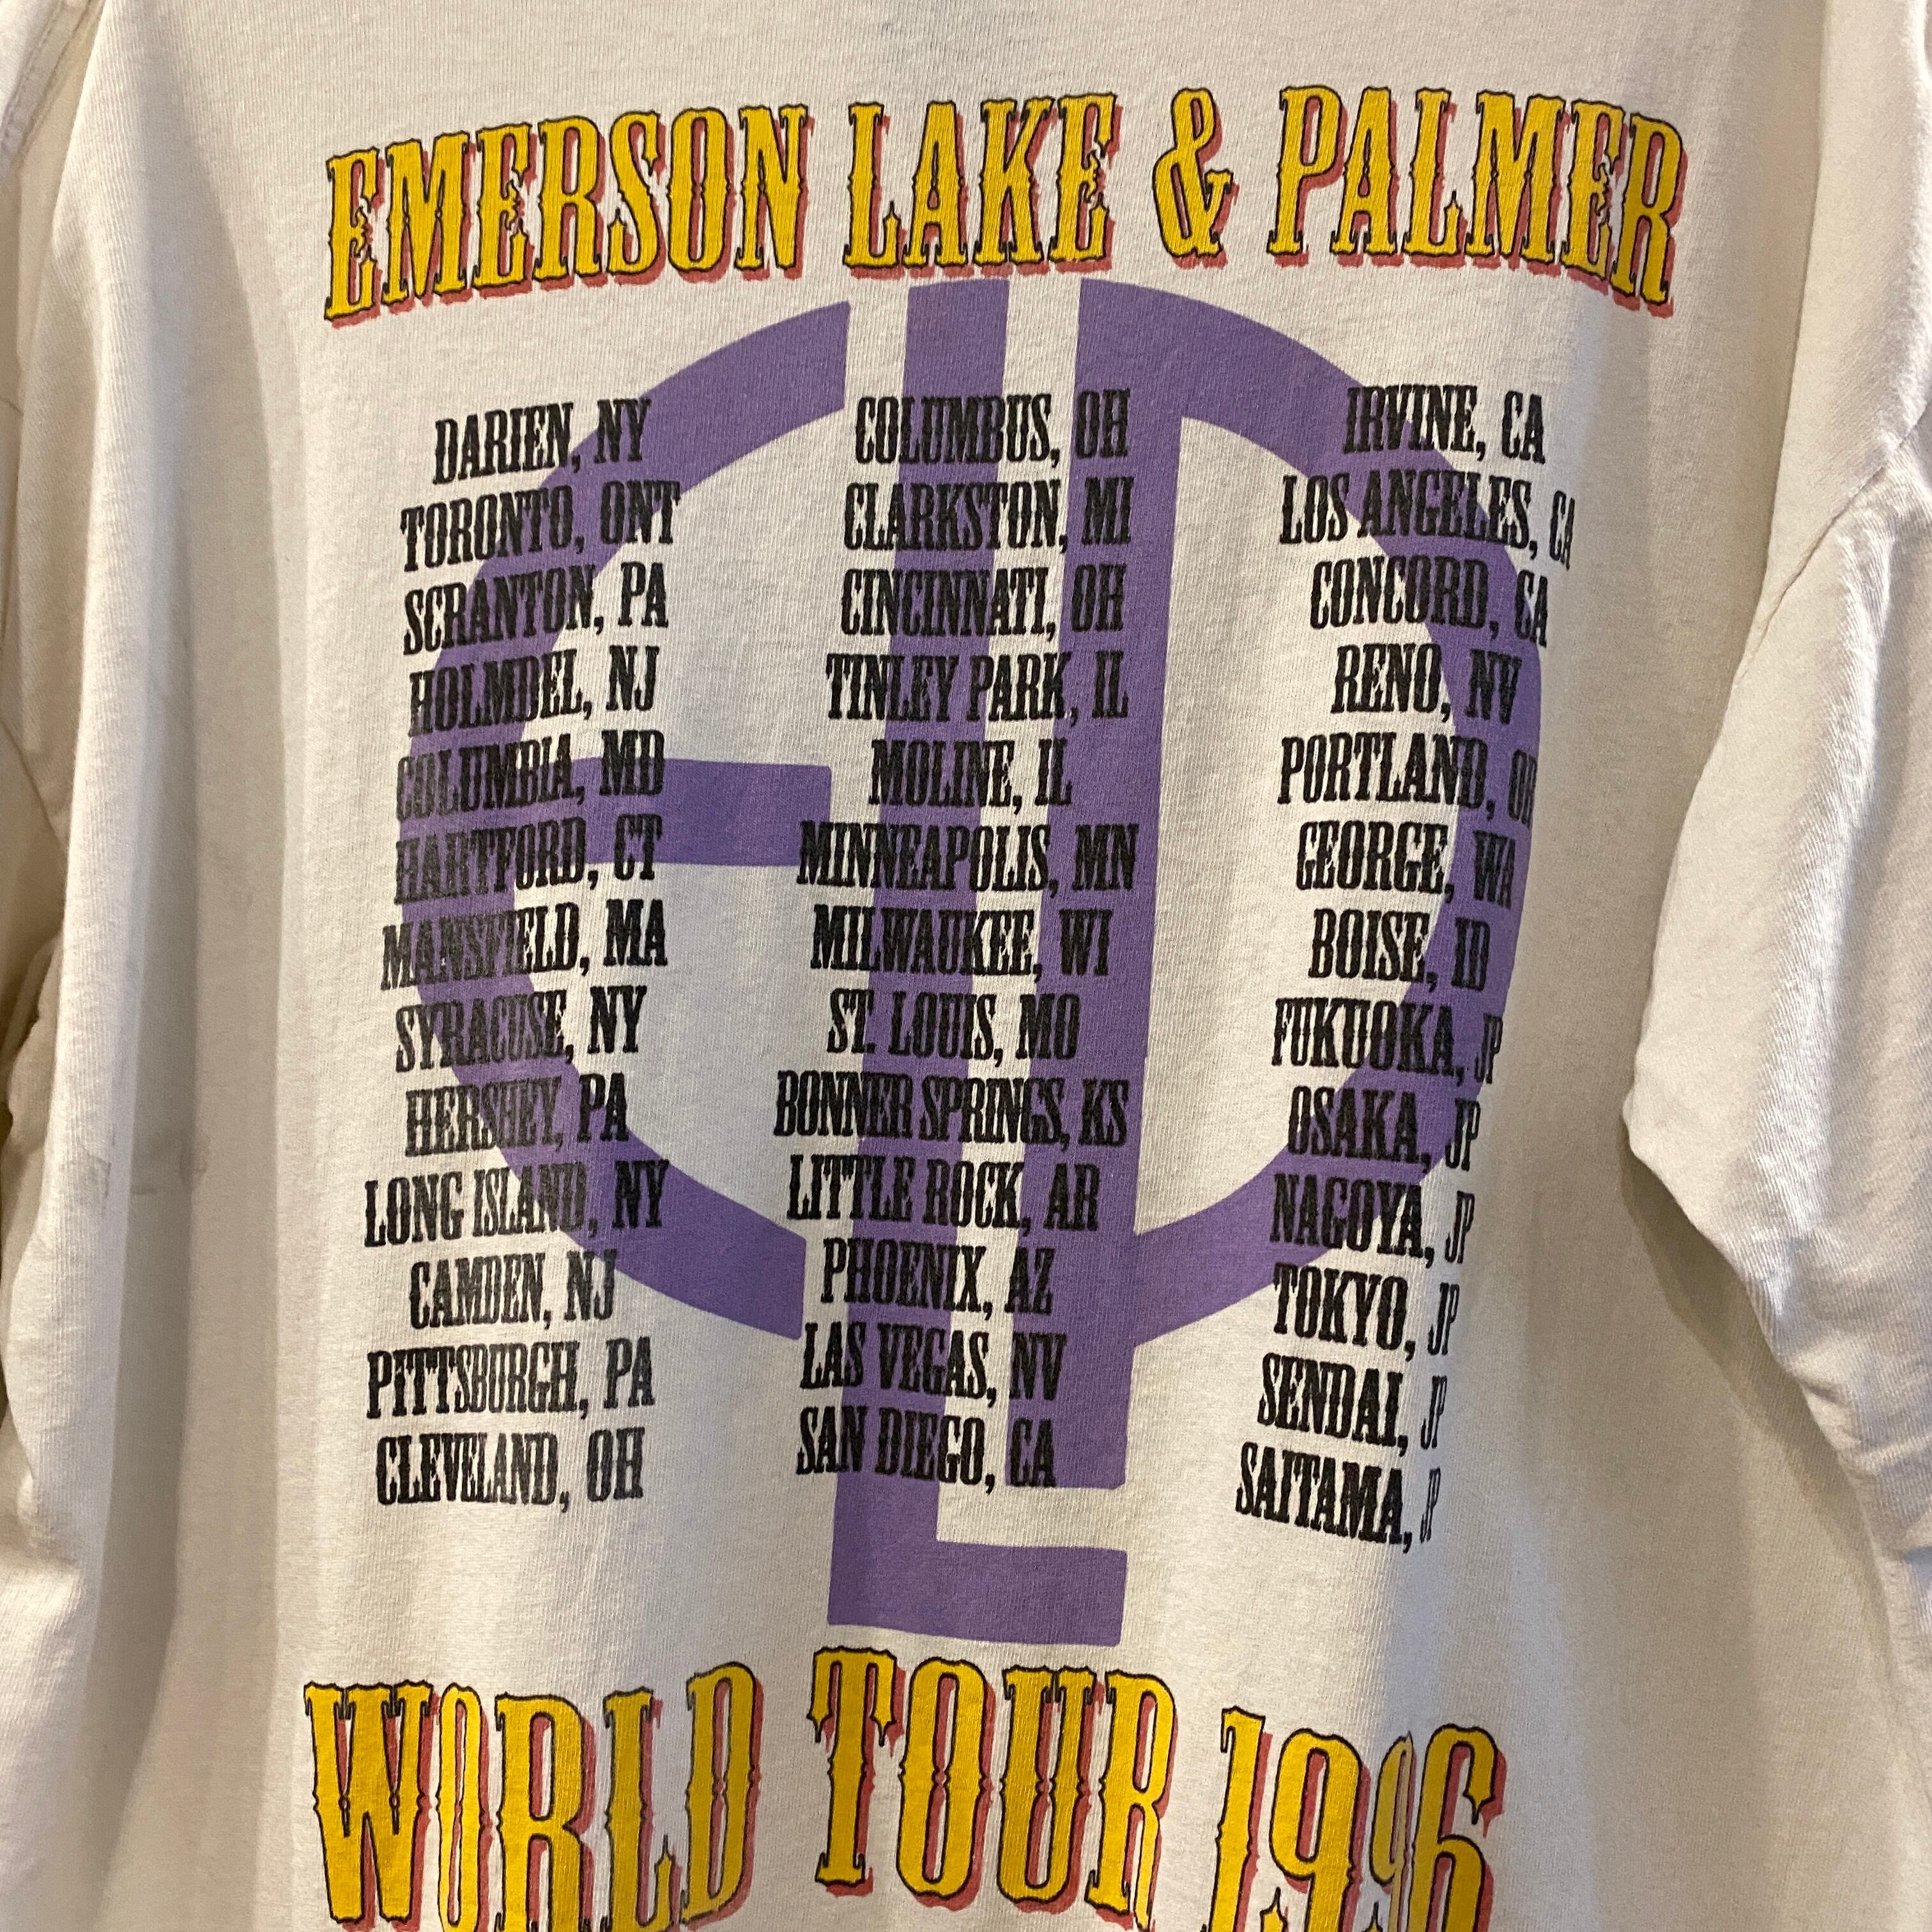 EMERSON LAKE & PALMER
DARIEN, NY
TORONTO, ONT
SCRANTON, PA
HOLMDEL, NJ
COLUMBIA, MD
HARTFORD, CT
MANSFIELD, MA
SYRACUSE, NY
HERSHEY, PA
LONG ISLAND, NY
CAMDEN, NJ
PITTSBURGH, PA
CLEVELAND, OH
COLUMBUS, OH
CLARKSTON, MI
CINCINNATI, OH
TINLEY PARK, IL
MOLINE, IL
MINNEAPOLIS, MN
MILWAUKEE, WI
ST. LOUIS, MO
BONNER SPRINGS, KS
LITTLE ROCK, AR
PHOENIX, AZ
LAS VEGAS, NV
SAN DIEGO, CA
IRVINE, CA
LOS ANGELES, CA
CONCORD, CA
RENO, NV
PORTLAND, OR
GEORGE, WA
BOISE, ID
FUKUOKA, JP
OSAKA, JP
NAGOYA, JP
TOKYO, JP
SENDAI, JP
SAITAMA, JP
WORLD TOUR 1996